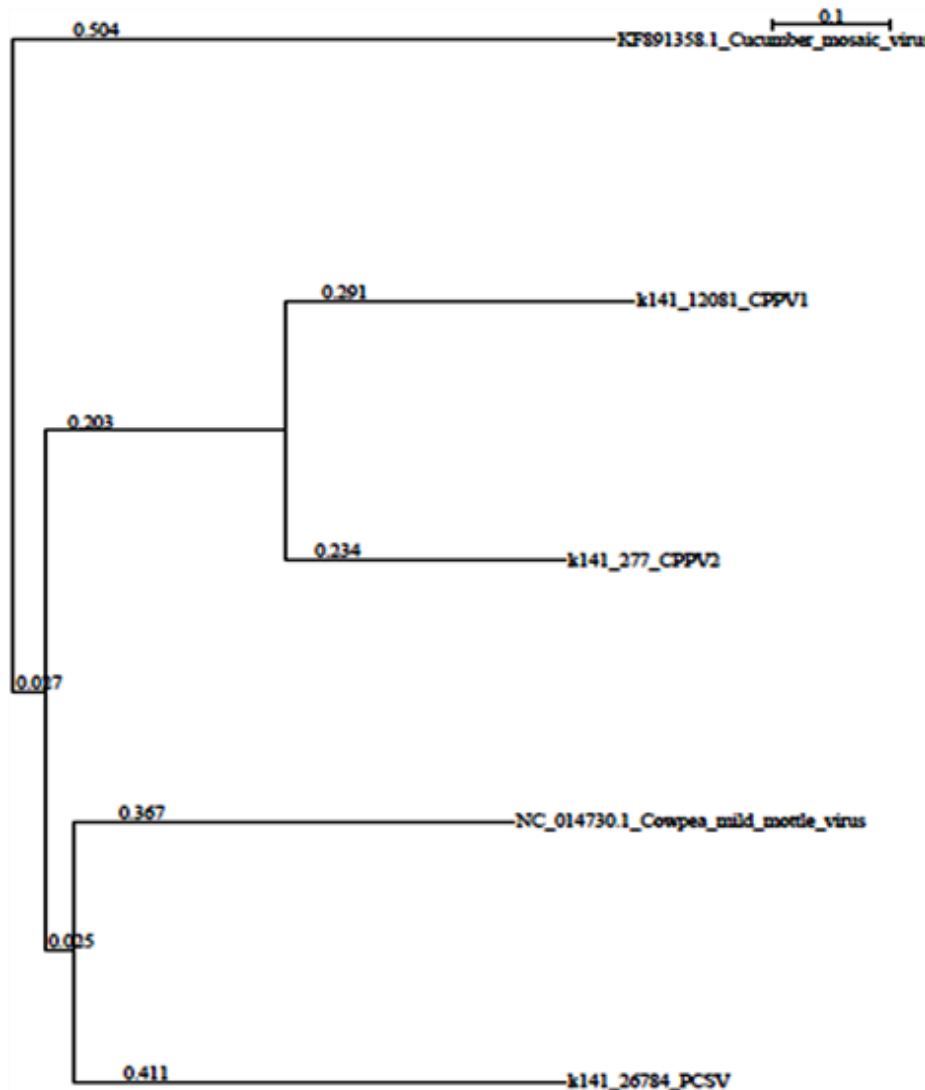 0.1
0.504
KF891358.1_Cucumber_mosaic_virus
0.291
k141_12081_CPPV1
0.203
0.234
k141_277_CPPV2
0.027
0.367
NC_014730.1_Cowpea_mild_mottle_virus
0.025
0.411
k141_26784_PCSV